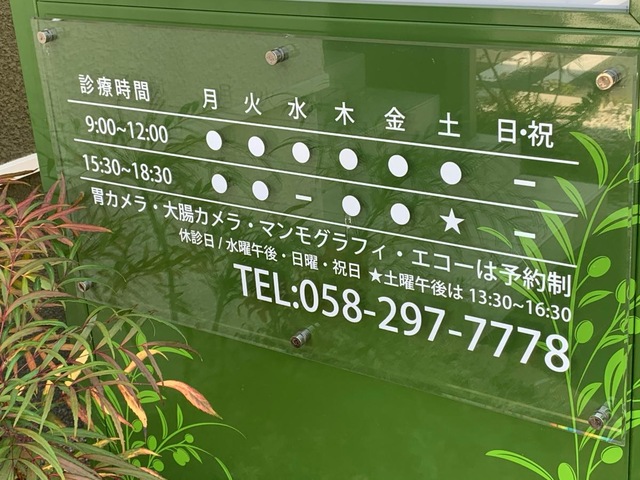 診療時間 月 火 水 木 金 土 日・祝
9:00~12:00 ● ● ● ● ● ● –
15:30~18:30 ● ● – ● ● ★ –
胃カメラ・大腸カメラ・マンモグラフィ・エコーは予約制
休診日/水曜午後・日曜・祝日 ★土曜午後は 13:30~16:30
TEL:058-297-7778